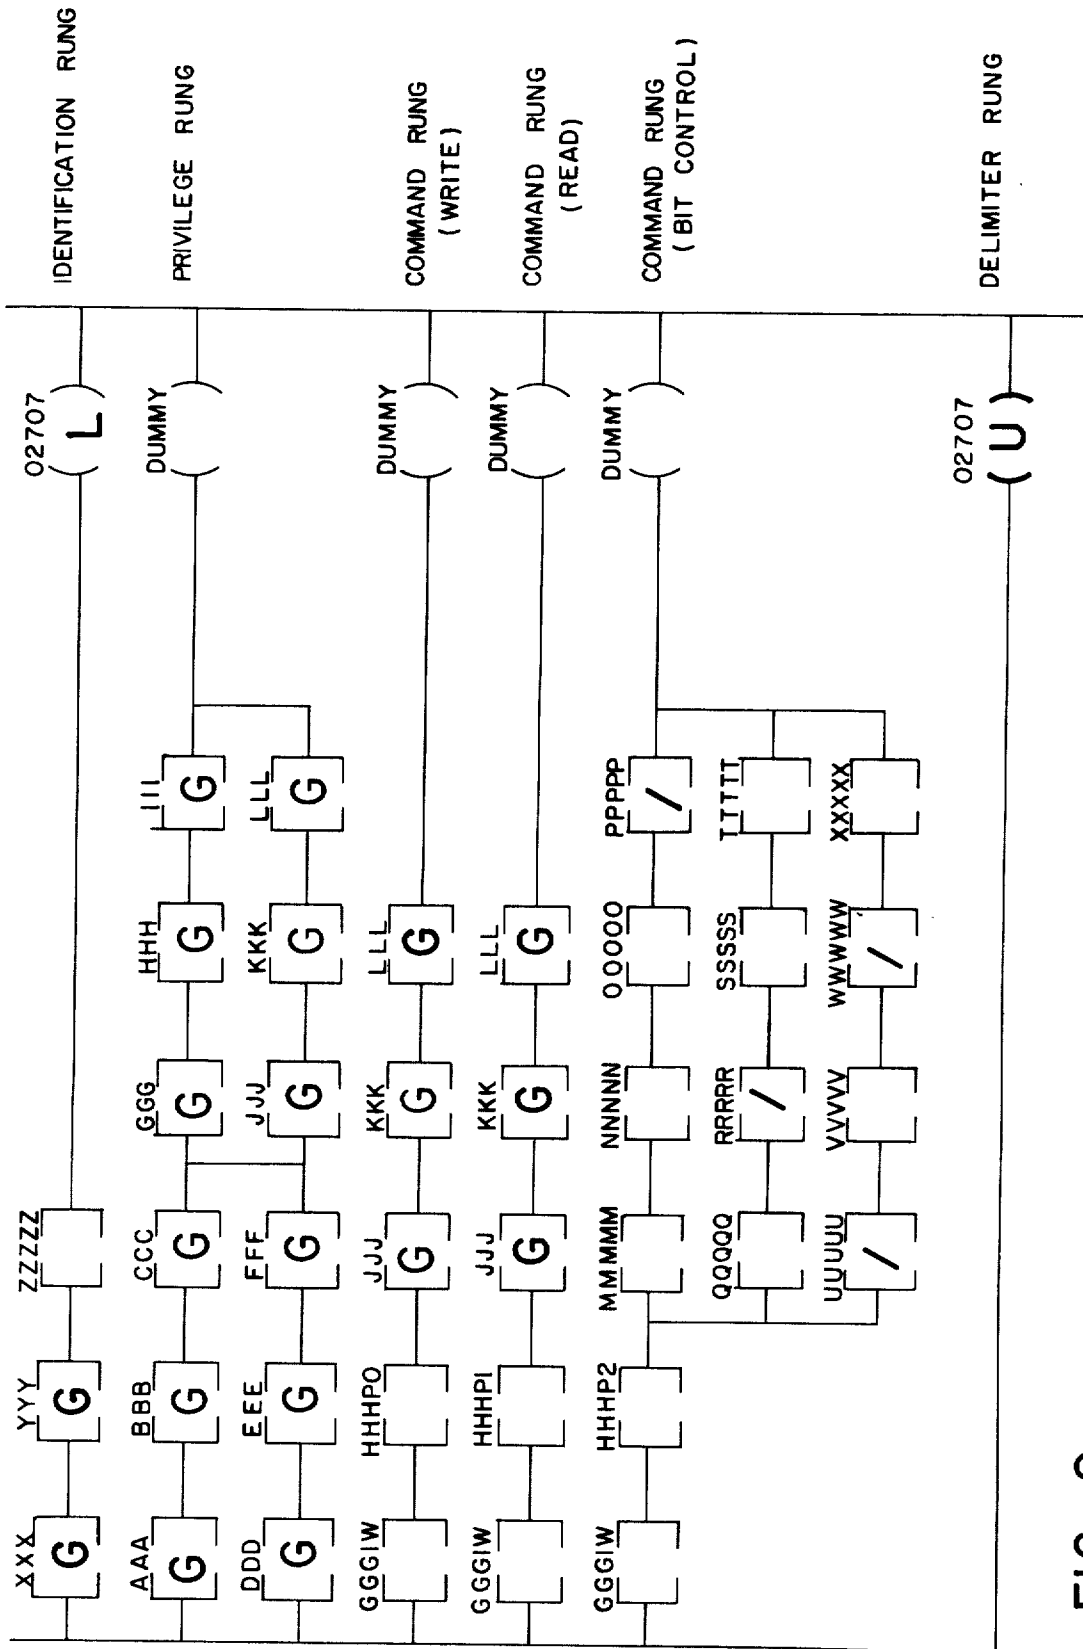 XXX YYY ZZZZZ 02707 IDENTIFICATION RUNG
G G L
AAA BBB CCC GGG HHH III DUMMY PRIVILEGE RUNG
G G G G G G
DDD EEE FFF JJJ KKK LLL
G G G G G G
GGGIW HHHPO JJJ KKK LLL DUMMY COMMAND RUNG
G G G (WRITE)
GGGIW HHHPI JJJ KKK LLL DUMMY COMMAND RUNG
G G G (READ)
GGGIW HHHP2 MMMMM NNNNN OOOOO PPPPP DUMMY COMMAND RUNG
/ (BIT CONTROL)
QQQQQ RRRRR SSSSS TTTTT
/
UUUUU VVVVV WWWWW XXXXX
/ /
02707 DELIMITER RUNG
(U)